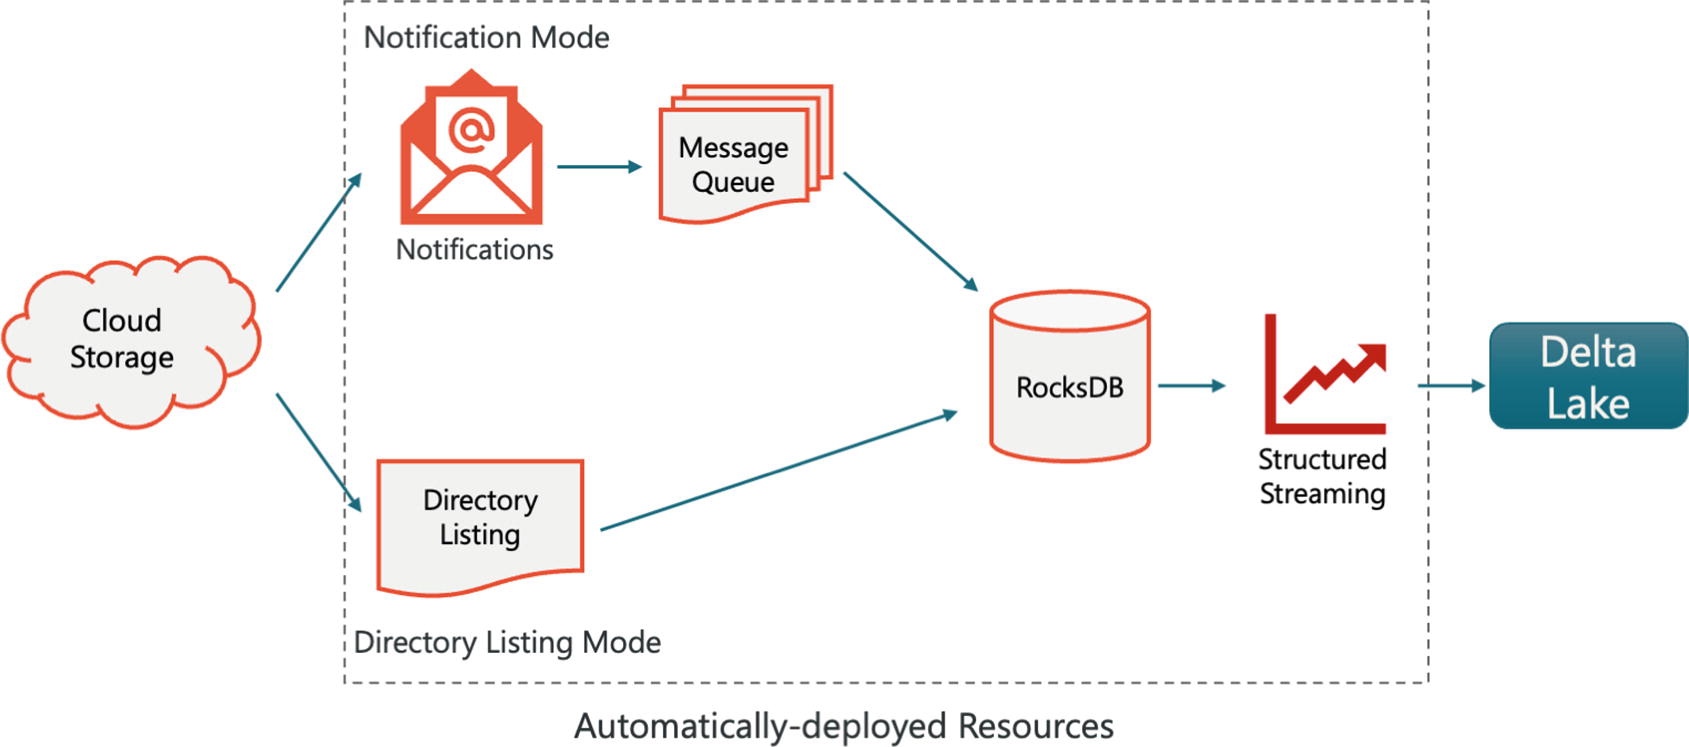 Notification Mode
@
Message
Queue
Notifications
Cloud
Storage
RocksDB
Delta
Lake
Structured
Streaming
Directory
Listing
Directory Listing Mode
Automatically-deployed Resources